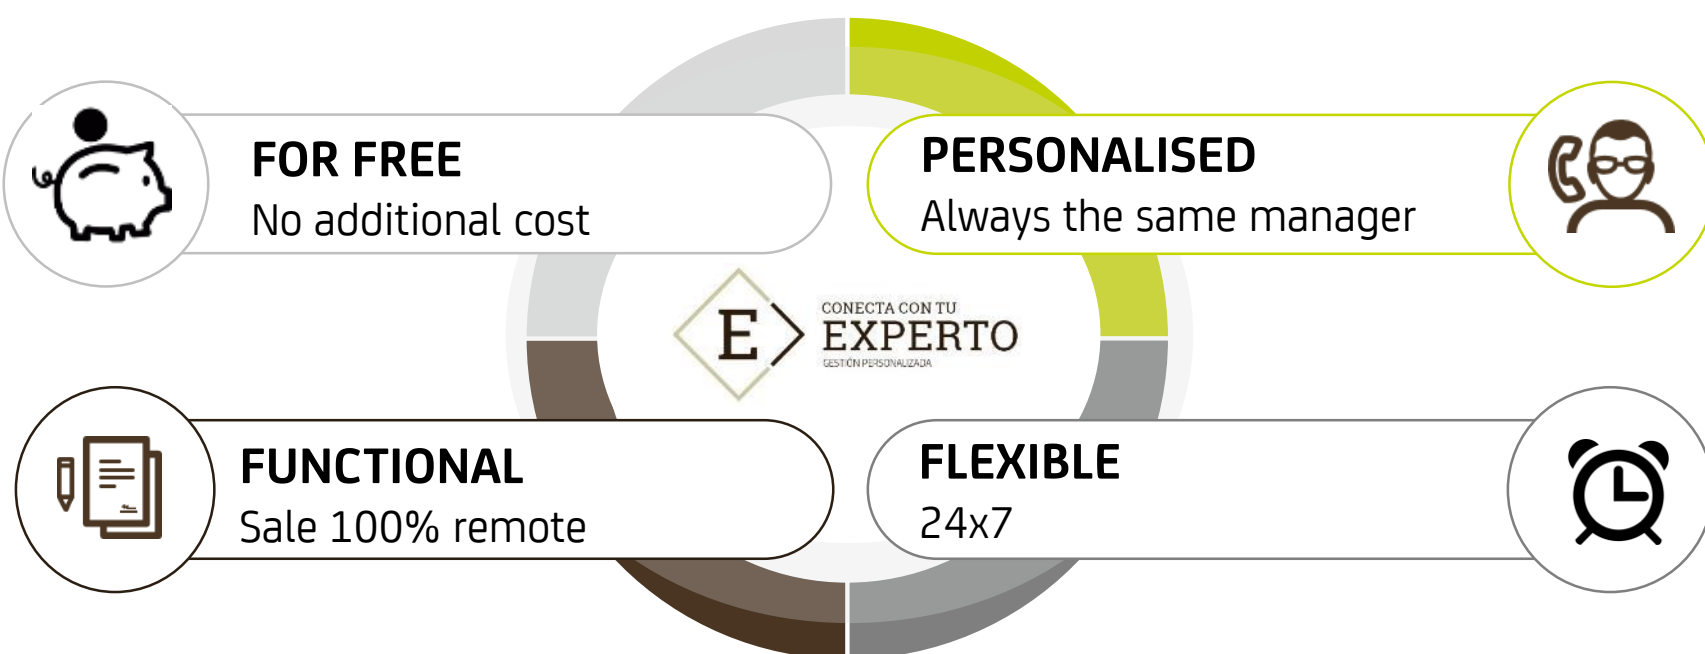 FOR FREE
No additional cost
PERSONALISED
Always the same manager
E
CONECTA CON TU
EXPERTO
GESTIÓN PERSONALIZADA
FUNCTIONAL
Sale 100% remote
FLEXIBLE
24x7